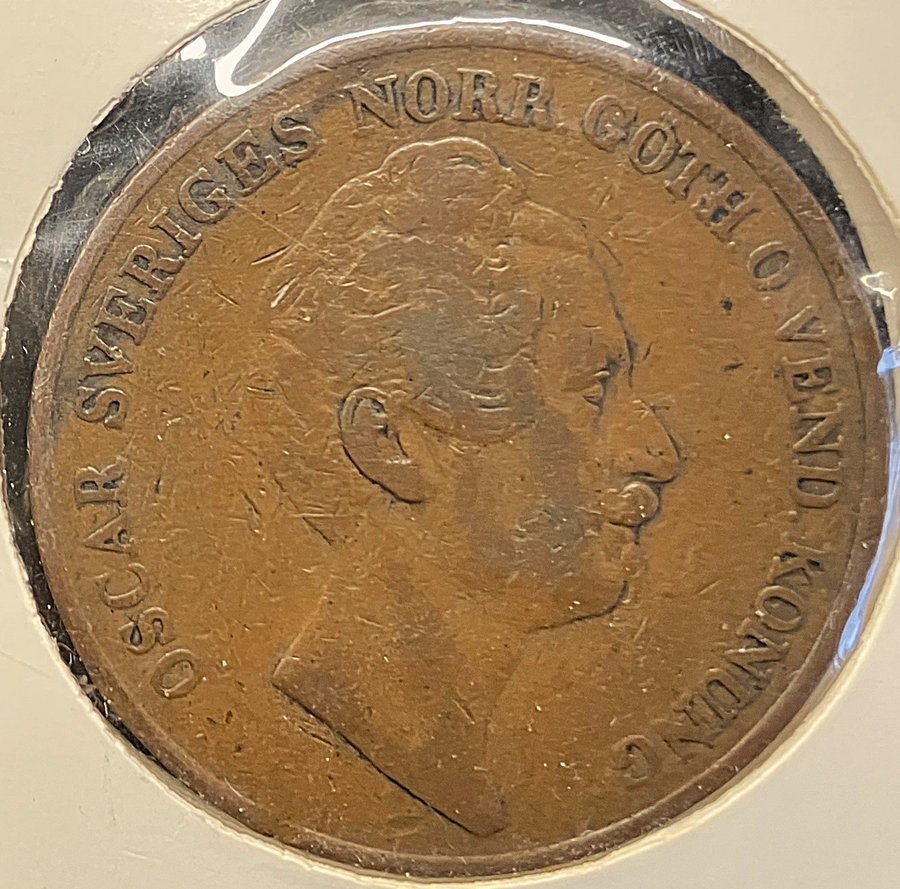 OSCAR SVERIGES NORR. GÖTH. O. VEND. KONUNG